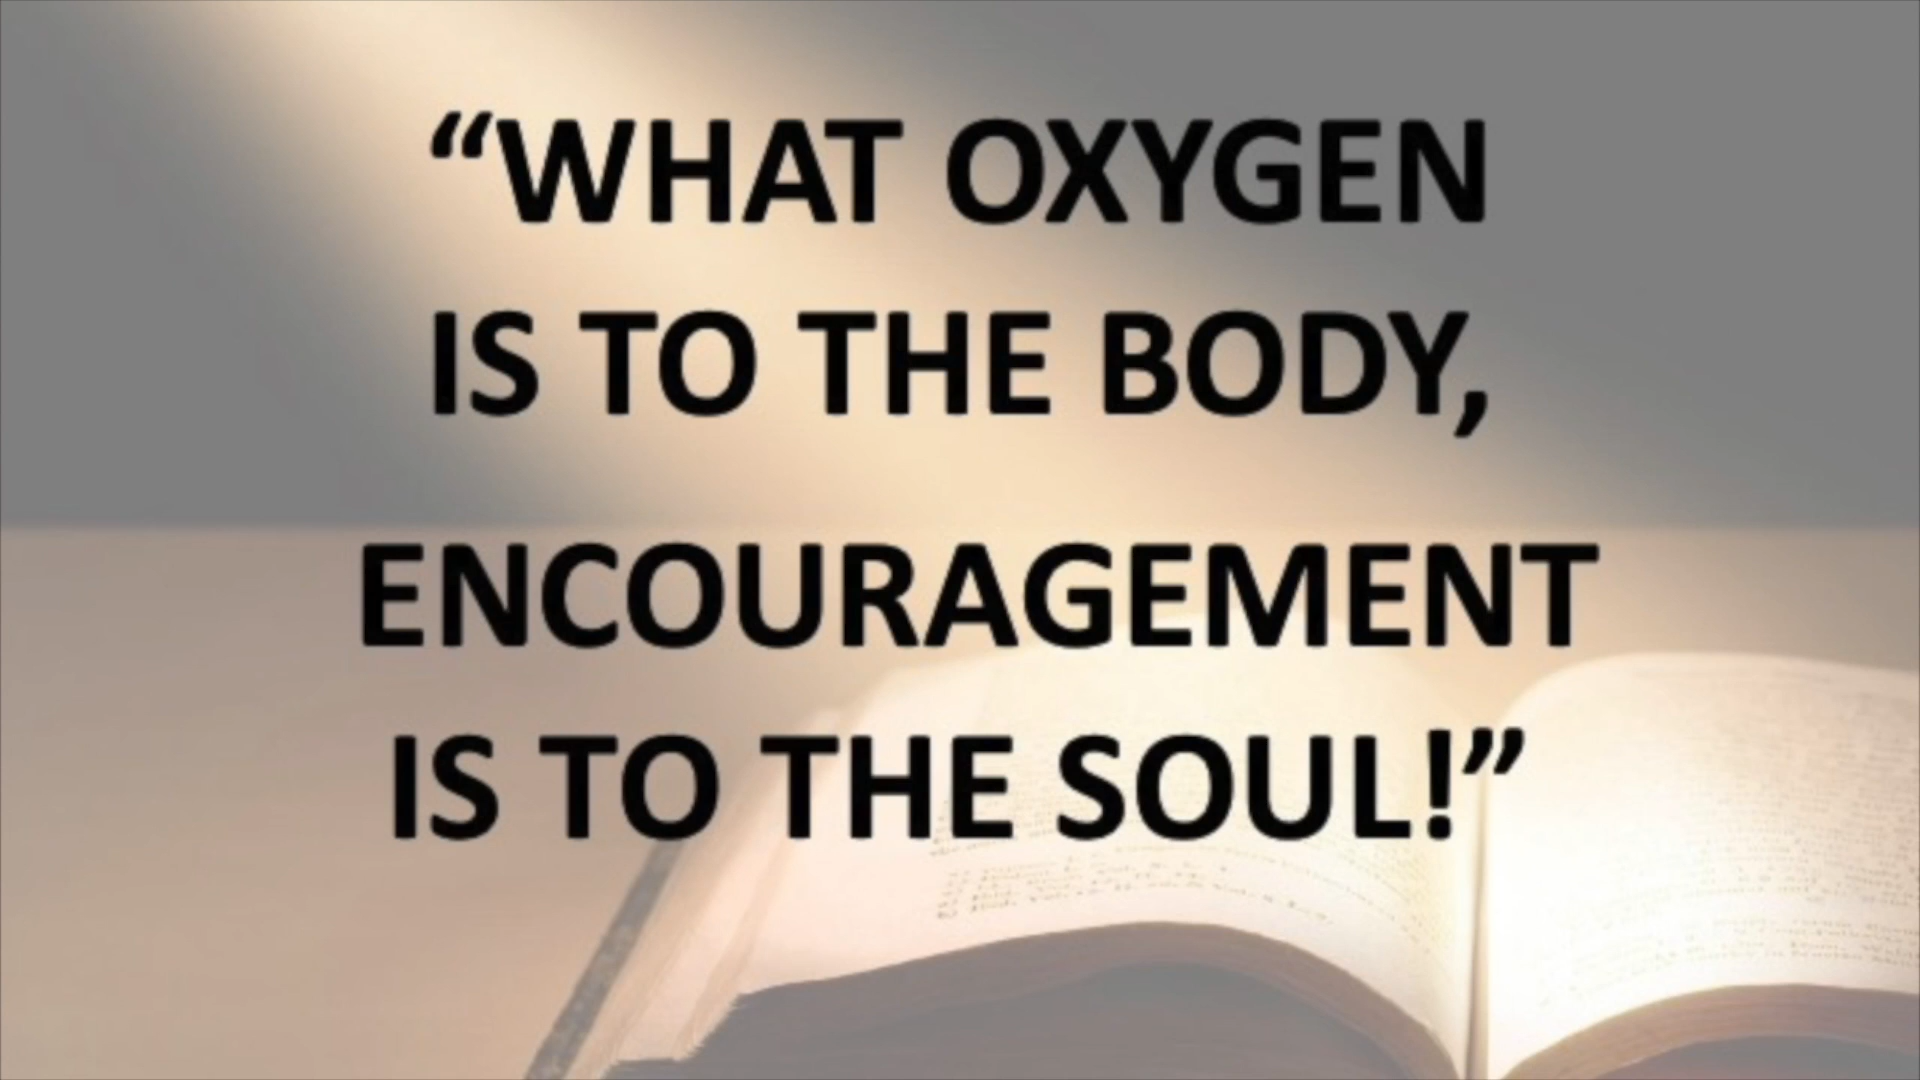 “WHAT OXYGEN
IS TO THE BODY,
ENCOURAGEMENT
IS TO THE SOUL!”